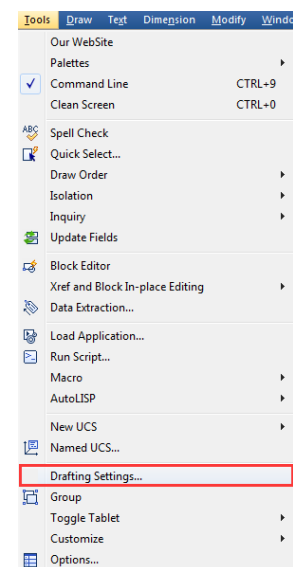 Tools Draw Text Dimension Modify Windo
Our WebSite
Palettes
Command Line CTRL+9
Clean Screen CTRL+0
ABC Spell Check
Quick Select...
Draw Order
Isolation
Inquiry
Update Fields
Block Editor
Xref and Block In-place Editing
Data Extraction...
Load Application...
Run Script...
Macro
AutoLISP
New UCS
Named UCS...
Drafting Settings...
Group
Toggle Tablet
Customize
Options...